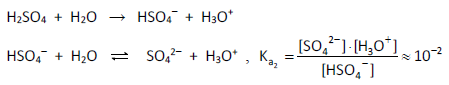 H₂SO₄ + H₂O → HSO₄⁻ + H₃O⁺
HSO₄⁻ + H₂O ⇌ SO₄²⁻ + H₃O⁺ , Kₐ₂ = [SO₄²⁻]·[H₃O⁺] / [HSO₄⁻] ≈ 10⁻²